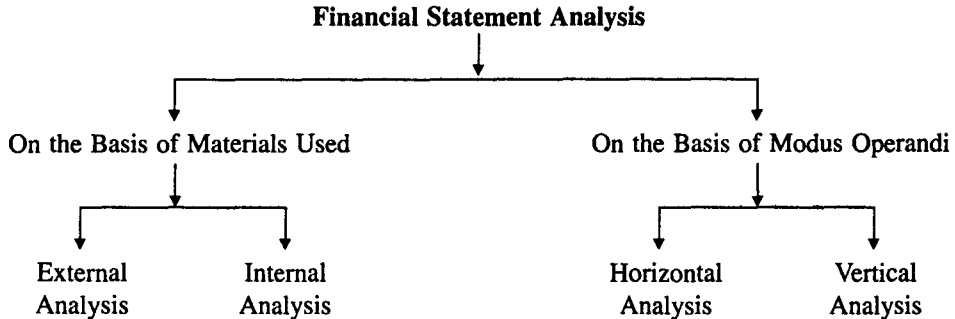 Financial Statement Analysis
On the Basis of Materials Used
On the Basis of Modus Operandi
External
Analysis
Internal
Analysis
Horizontal
Analysis
Vertical
Analysis